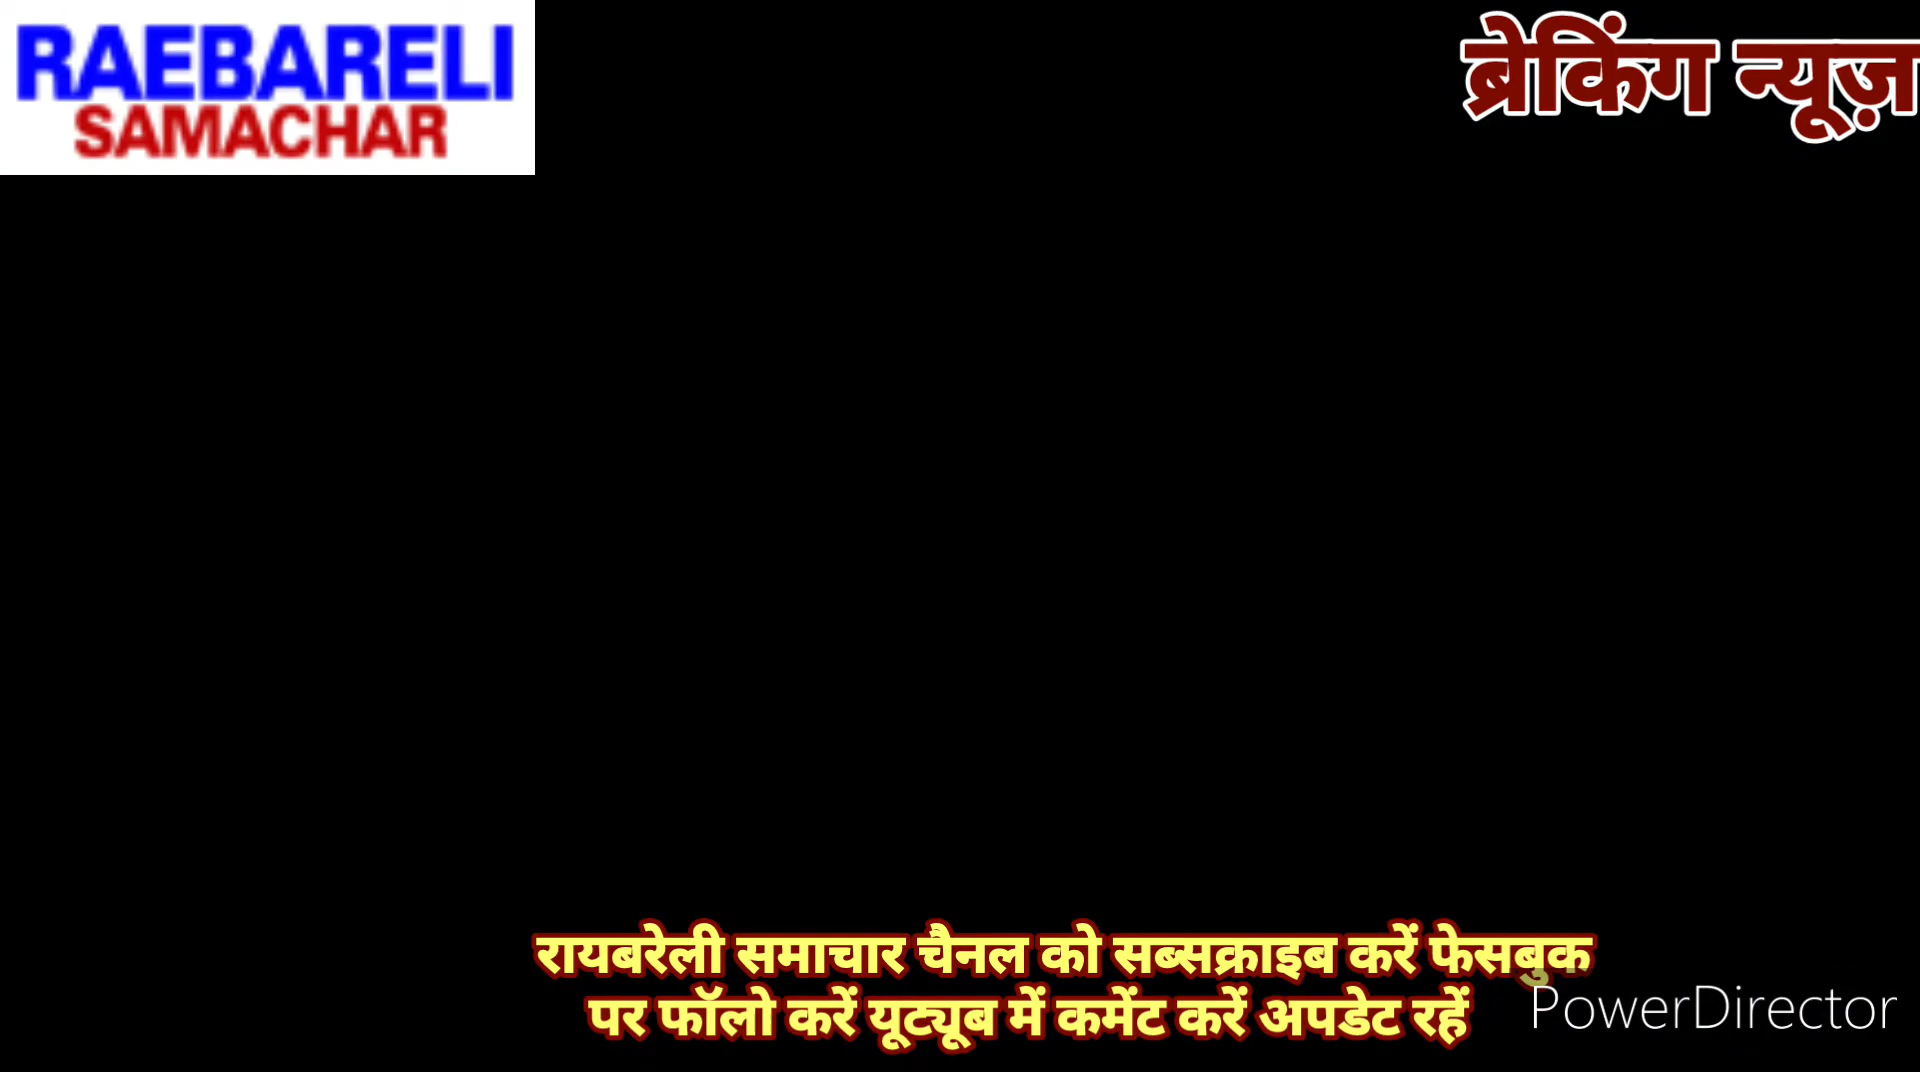 RAEBARELI
SAMACHAR
ब्रेकिंग न्यूज़
रायबरेली समाचार चैनल को सब्सक्राइब करें फेसबुक
पर फॉलो करें यूट्यूब में कमेंट करें अपडेट रहें
PowerDirector